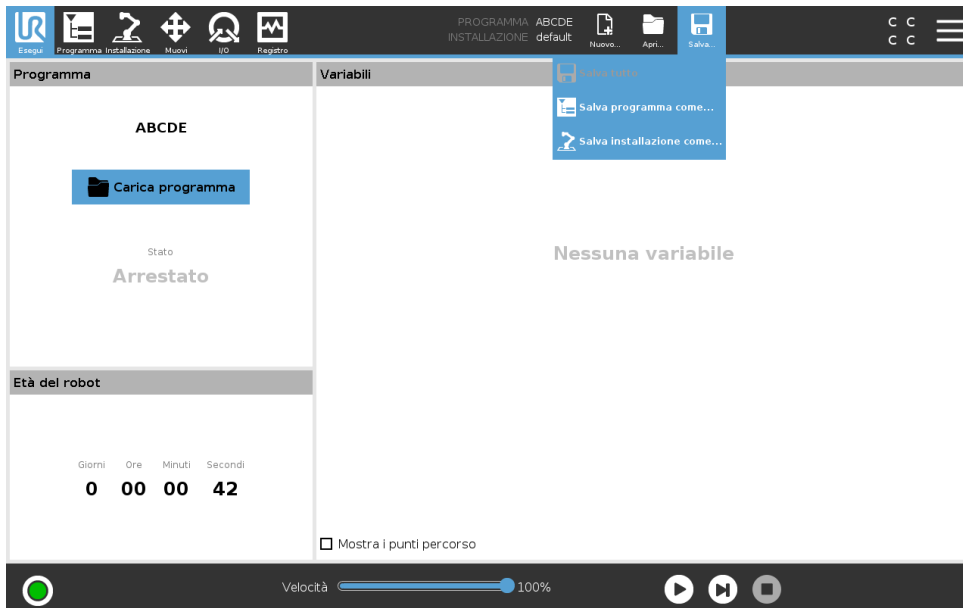 UR
PROGRAMMA ABCDE
INSTALLAZIONE default
C C
C C
Esegui Programma Installazione Muovi I/O Registro Nuovo... Apri... Salva...
Programma
Variabili
Salva tutto
Salva programma come...
Salva installazione come...
ABCDE
Carica programma
Stato
Arrestato
Nessuna variabile
Età del robot
Giorni Ore Minuti Secondi
0 00 00 42
Mostra i punti percorso
Velocità 100%